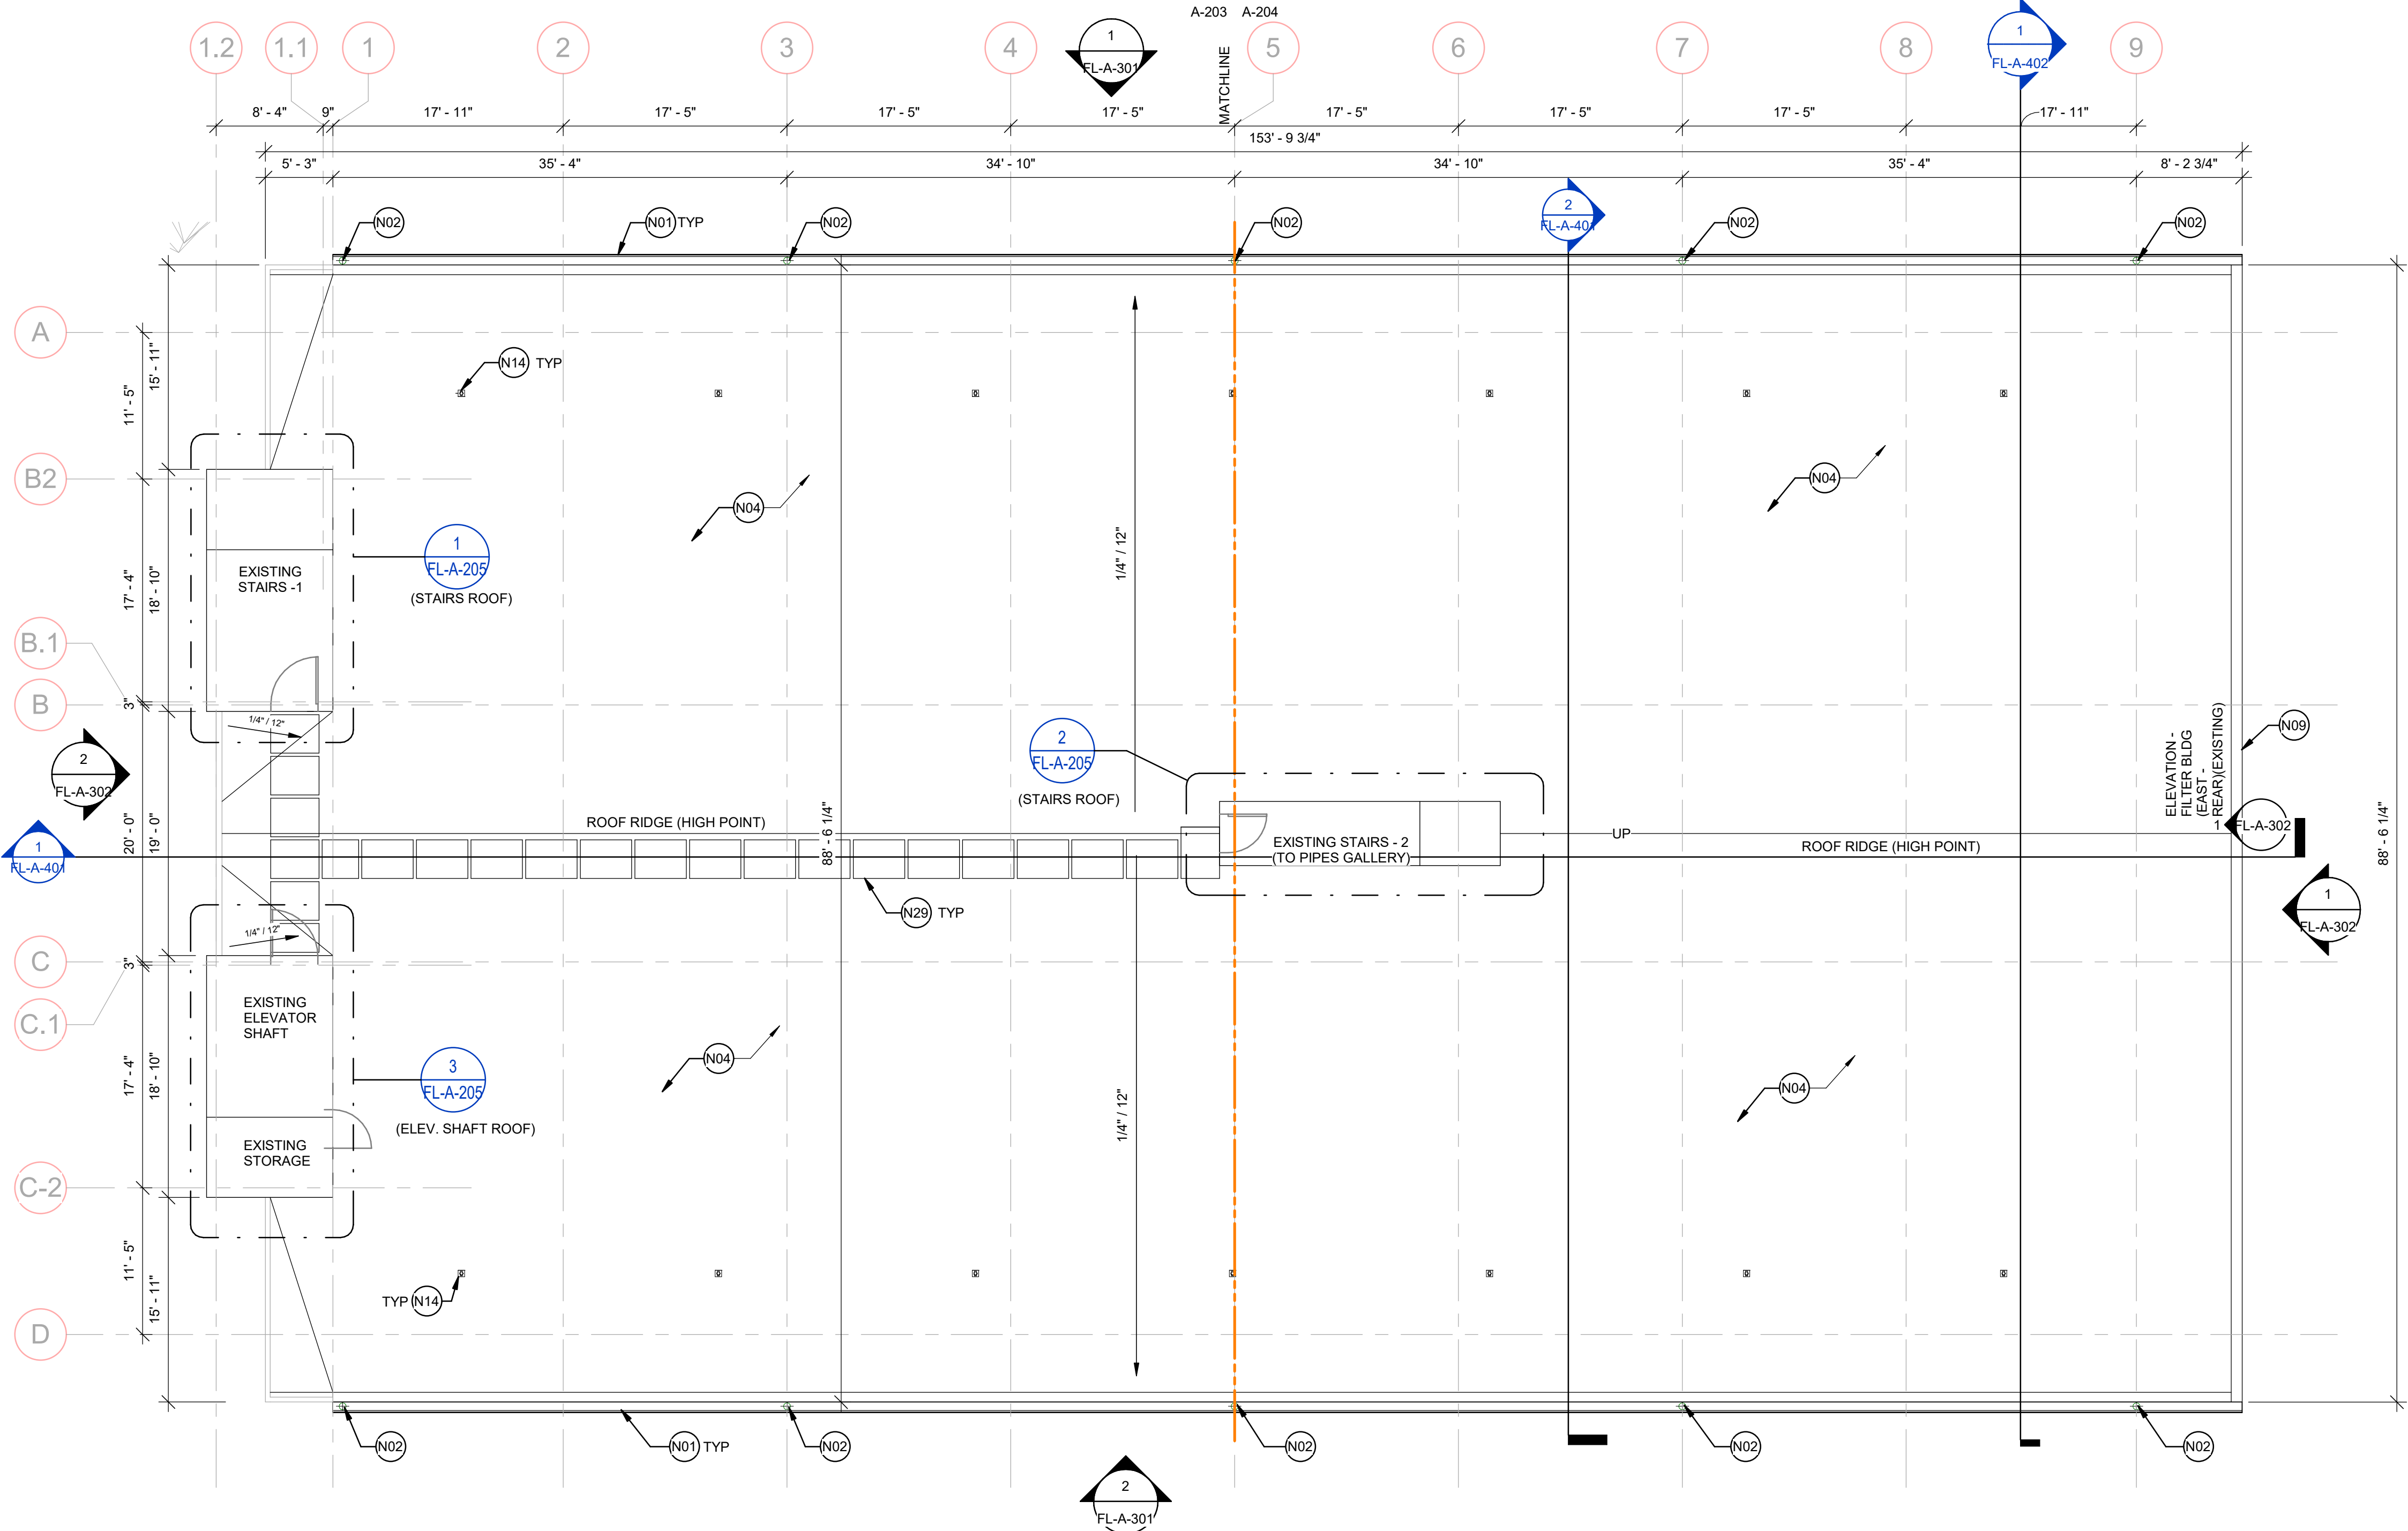 A-203 A-204
1.2
1.1
1
2
3
4
1
FL-A-301
MATCHLINE
5
6
7
8
1
FL-A-402
9
8' - 4"
9"
17' - 11"
17' - 5"
17' - 5"
17' - 5"
17' - 5"
17' - 5"
17' - 5"
17' - 11"
153' - 9 3/4"
5' - 3"
35' - 4"
34' - 10"
34' - 10"
35' - 4"
8' - 2 3/4"
N02
N01 TYP
N02
N02
2
FL-A-401
N02
N02
A
15' - 11"
11' - 5"
N14 TYP
B2
N04
N04
1
FL-A-205
(STAIRS ROOF)
EXISTING
STAIRS -1
1/4" / 12"
17' - 4"
18' - 10"
B.1
B
3"
1/4" / 12"
2
FL-A-302
2
FL-A-205
(STAIRS ROOF)
ELEVATION -
FILTER BLDG
(EAST -
REAR)(EXISTING)
N09
1
FL-A-302
1
FL-A-401
20' - 0"
19' - 0"
ROOF RIDGE (HIGH POINT)
88' - 6 1/4"
EXISTING STAIRS - 2
(TO PIPES GALLERY)
UP
ROOF RIDGE (HIGH POINT)
88' - 6 1/4"
N29 TYP
1
FL-A-302
1/4" / 12"
C
3"
C.1
EXISTING
ELEVATOR
SHAFT
N04
N04
3
FL-A-205
(ELEV. SHAFT ROOF)
17' - 4"
18' - 10"
1/4" / 12"
EXISTING
STORAGE
C-2
11' - 5"
15' - 11"
TYP N14
D
N02
N01 TYP
N02
N02
N02
N02
2
FL-A-301